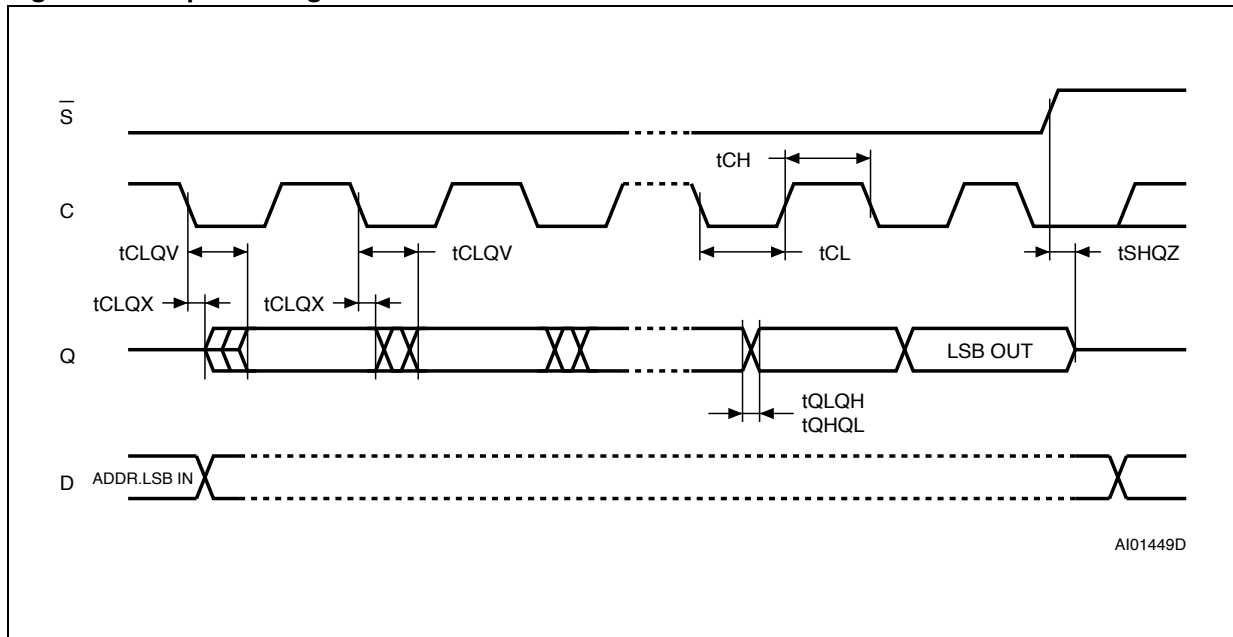 S
tCH
C
tCLQV
tCLQV
tCL
tSHQZ
tCLQX
tCLQX
Q
LSB OUT
tQLQH
tQHQL
D
ADDR.LSB IN
AI01449D